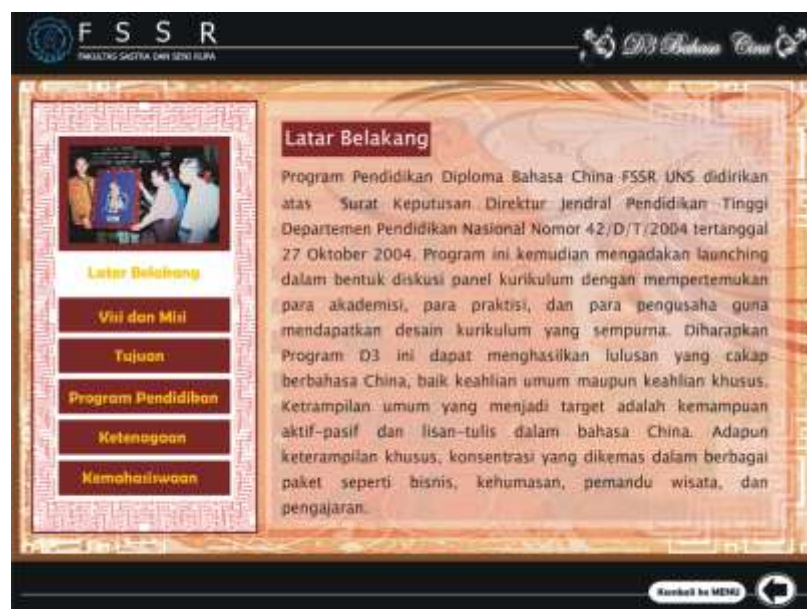 F S S R
FAKULTAS SASTRA DAN SENI RUPA
D3 Bahasa Cina
Latar Belakang
Visi dan Misi
Tujuan
Program Pendidikan
Ketenagaan
Kemahasiswaan
Latar Belakang
Program Pendidikan Diploma Bahasa China FSSR UNS didirikan
atas Surat Keputusan Direktur Jendral Pendidikan Tinggi
Departemen Pendidikan Nasional Nomor 42/D/T/2004 tertanggal
27 Oktober 2004. Program ini kemudian mengadakan launching
dalam bentuk diskusi panel kurikulum dengan mempertemukan
para akademisi, para praktisi, dan para pengusaha guna
mendapatkan desain kurikulum yang sempurna. Diharapkan
Program D3 ini dapat menghasilkan lulusan yang cakap
berbahasa China, baik keahlian umum maupun keahlian khusus.
Ketrampilan umum yang menjadi target adalah kemampuan
aktif-pasif dan lisan-tulis dalam bahasa China. Adapun
keterampilan khusus, konsentrasi yang dikemas dalam berbagai
paket seperti bisnis, kehumasan, pemandu wisata, dan
pengajaran.
Kembali ke MENU